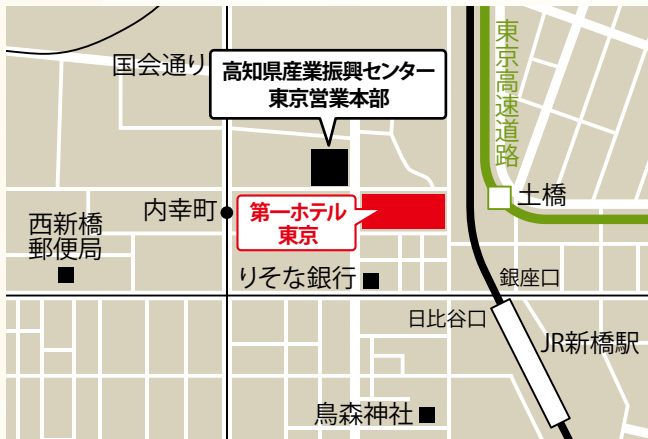 国会通り
高知県産業振興センター
東京営業本部
東京高速道路
土橋
内幸町
第一ホテル
東京
西新橋
郵便局
りそな銀行
銀座口
日比谷口
JR新橋駅
烏森神社